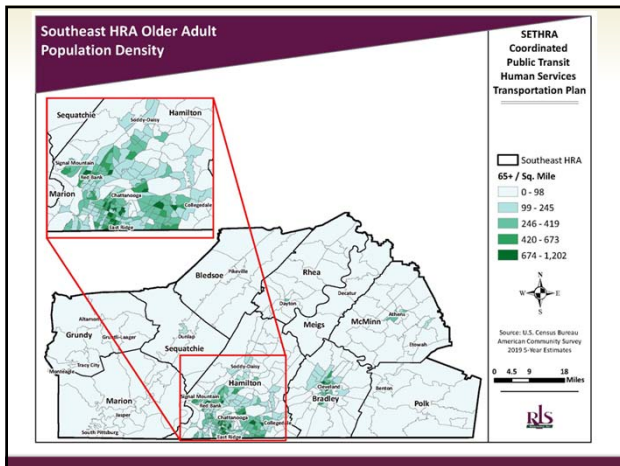 Southeast HRA Older Adult
Population Density
SETHRA
Coordinated
Public Transit
Human Services
Transportation Plan
Southeast HRA
65+ / Sq. Mile
0 - 98
99 - 245
246 - 419
420 - 673
674 - 1,202
N
W
E
S
Source: U.S. Census Bureau
American Community Survey
2019 5-Year Estimates
0 4.5 9 18
Miles
RLS
Sequatchie
Hamilton
Soddy-Daisy
Signal Mountain
Red Bank
Marion
Chattanooga
Collegedale
East Ridge
Bledsoe
Pikeville
Rhea
Dayton
Decatur
Meigs
McMinn
Athens
Etowah
Altamont
Grundy
Gruetli-Laager
Tracy City
Monteagle
Dunlap
Sequatchie
Soddy-Daisy
Hamilton
Signal Mountain
Red Bank
Chattanooga
Collegedale
East Ridge
Marion
Jasper
South Pittsburg
Cleveland
Bradley
Benton
Polk